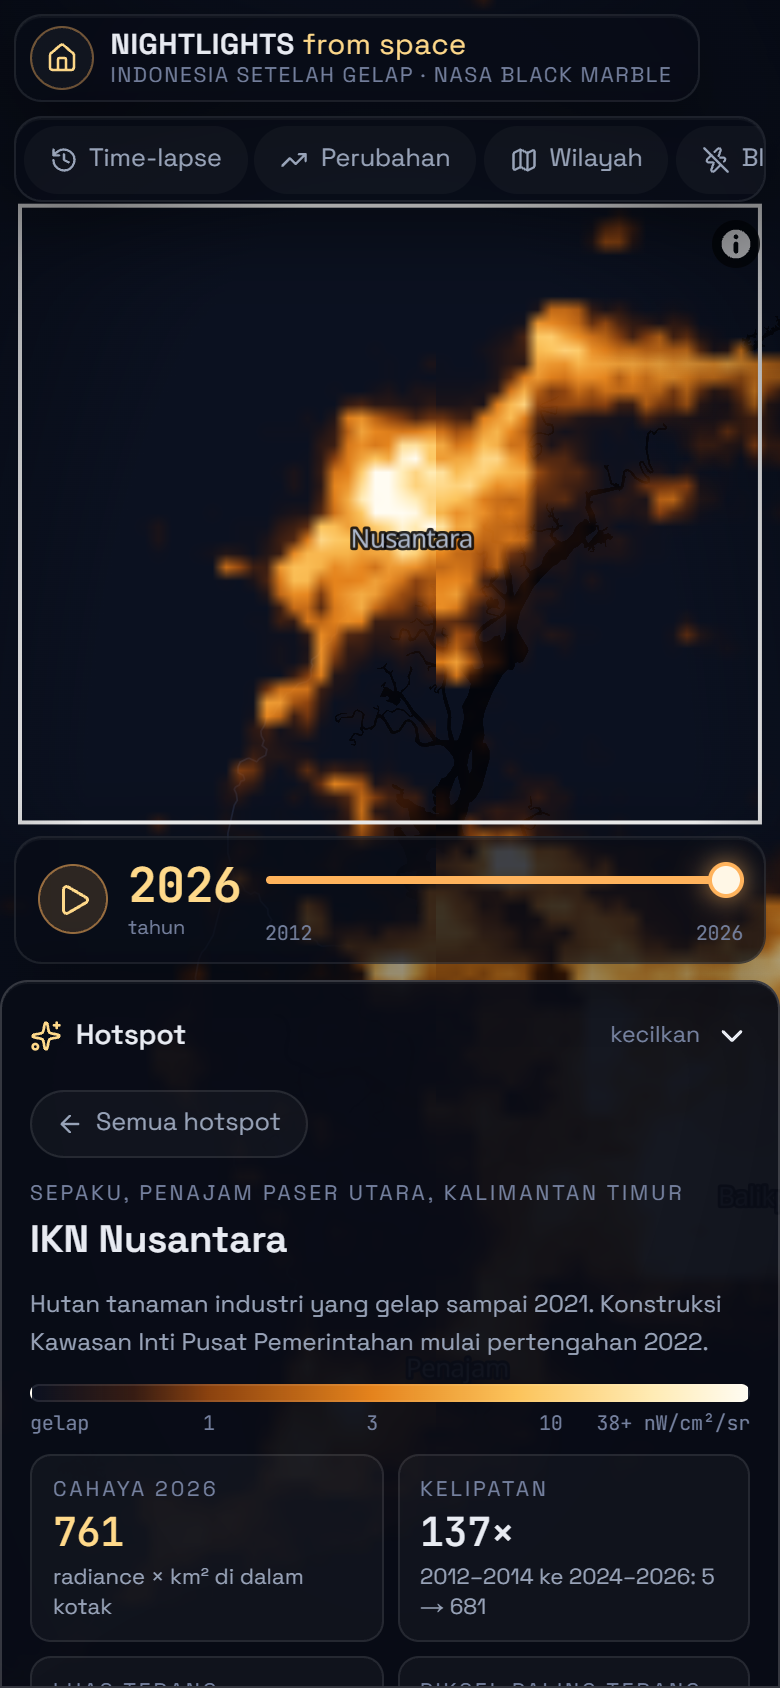 NIGHTLIGHTS from space
INDONESIA SETELAH GELAP · NASA BLACK MARBLE
Time-lapse
Perubahan
Wilayah
Nusantara
2026
tahun
2012
2026
Hotspot
kecilkan
Semua hotspot
SEPAKU, PENAJAM PASER UTARA, KALIMANTAN TIMUR
IKN Nusantara
Hutan tanaman industri yang gelap sampai 2021. Konstruksi
Kawasan Inti Pusat Pemerintahan mulai pertengahan 2022.
Penajam
gelap 1 3 10 38+ nW/cm²/sr
CAHAYA 2026
761
radiance × km² di dalam
kotak
KELIPATAN
137×
2012–2014 ke 2024–2026: 5
→ 681